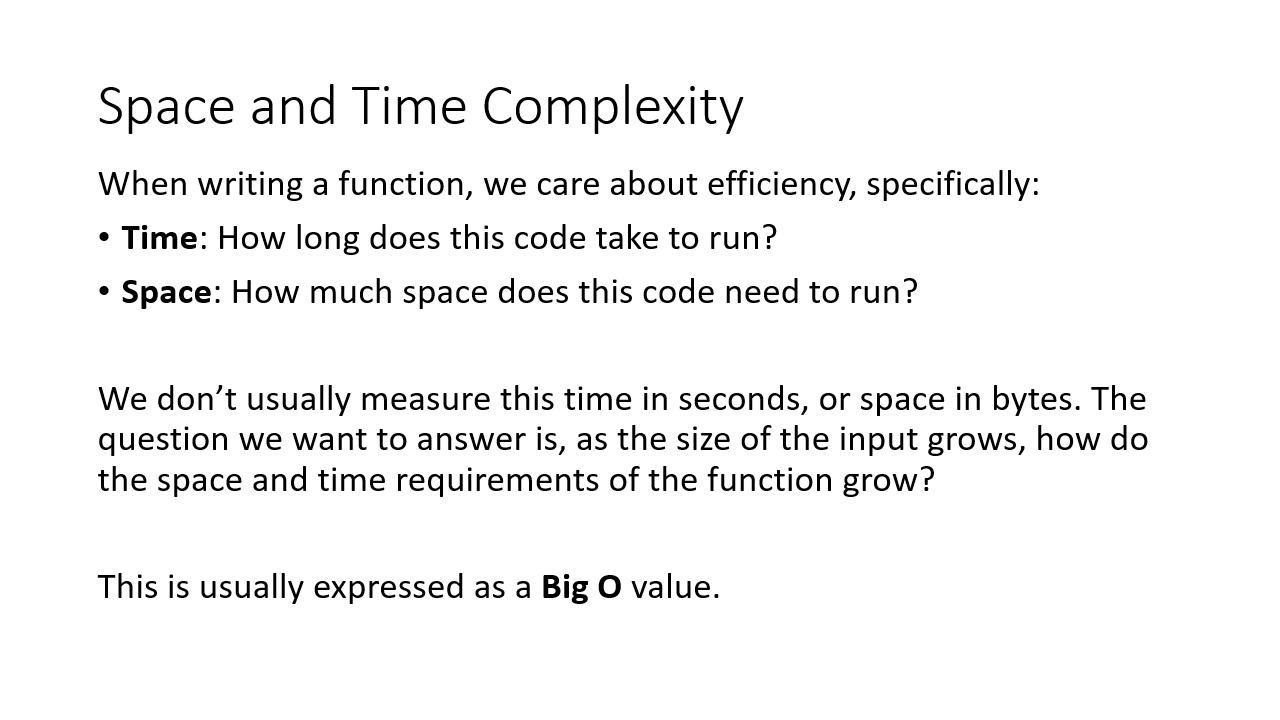 Space and Time Complexity
When writing a function, we care about efficiency, specifically:
• Time: How long does this code take to run?
• Space: How much space does this code need to run?
We don’t usually measure this time in seconds, or space in bytes. The
question we want to answer is, as the size of the input grows, how do
the space and time requirements of the function grow?
This is usually expressed as a Big O value.